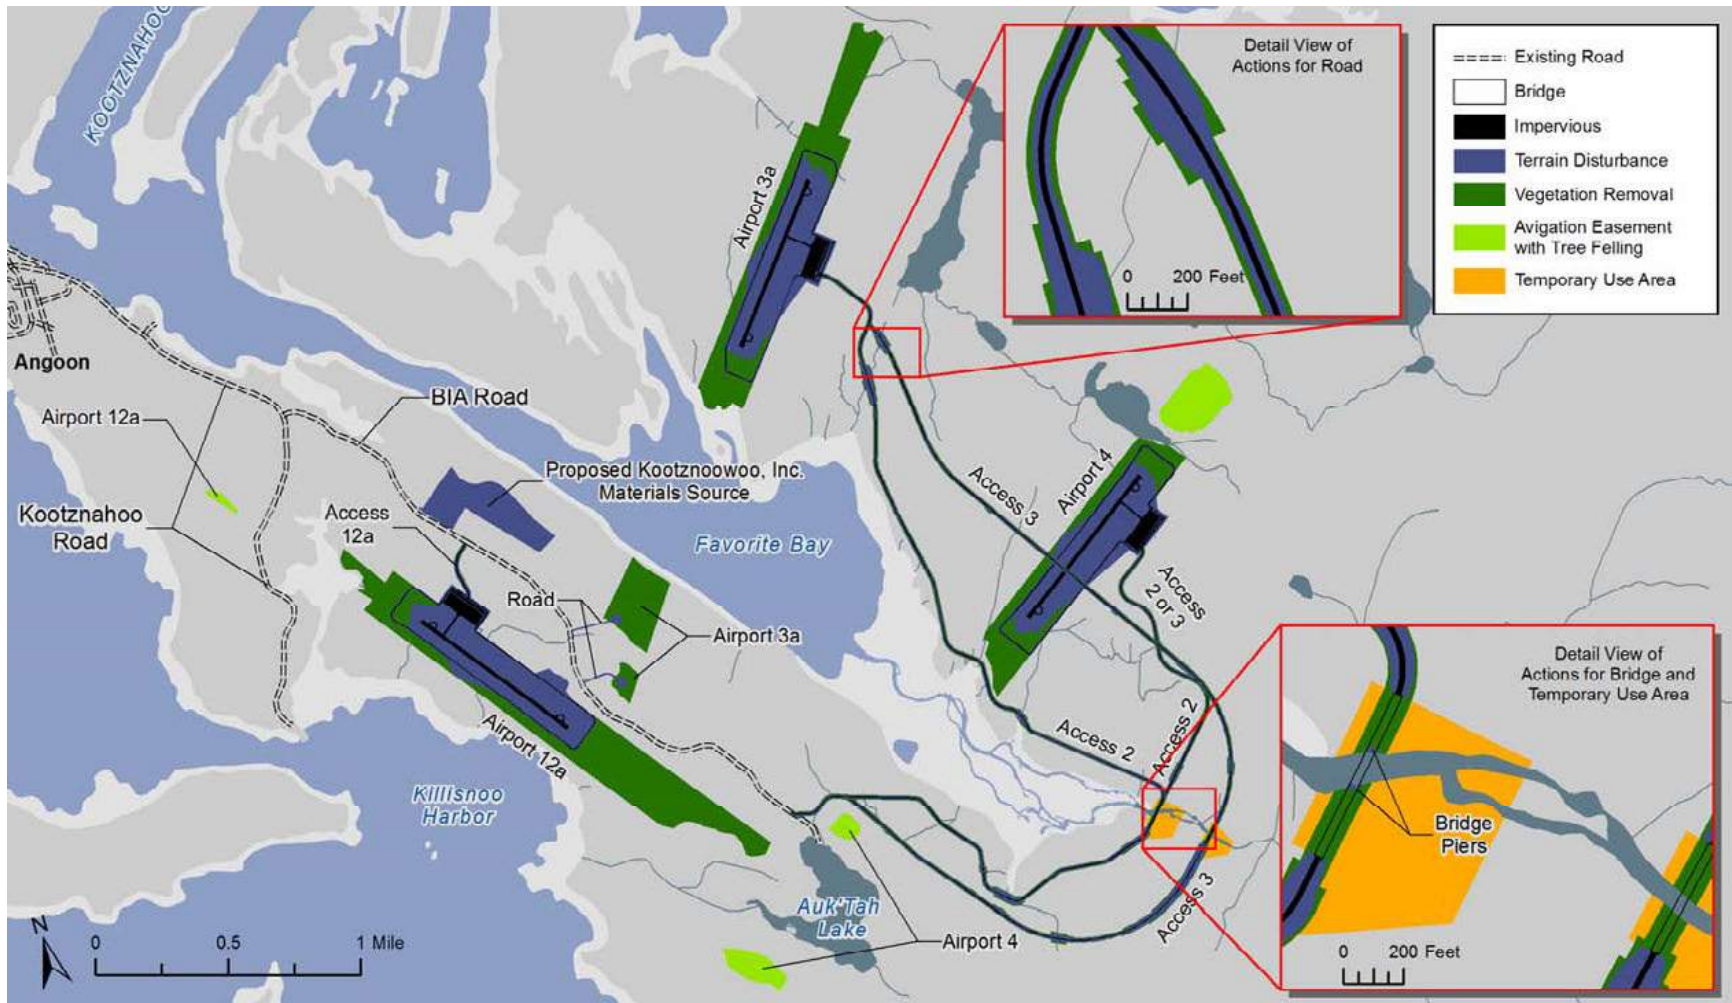 KOOTZNAHOO
Detail View of
Actions for Road
0 200 Feet
Existing Road
Bridge
Impervious
Terrain Disturbance
Vegetation Removal
Avigation Easement
with Tree Felling
Temporary Use Area
Airport 3a
Angoon
BIA Road
Airport 12a
Kootznahoo
Road
Proposed Kootznoowoo, Inc.
Materials Source
Access
12a
Favorite Bay
Access 3
Airport 4
Access
2 or 3
Road
Airport 3a
Airport 12a
Access 2
Access 2
Killisnoo
Harbor
Auk'Tah
Lake
Airport 4
Access 3
Detail View of
Actions for Bridge and
Temporary Use Area
Bridge
Piers
0 200 Feet
N
0 0.5 1 Mile